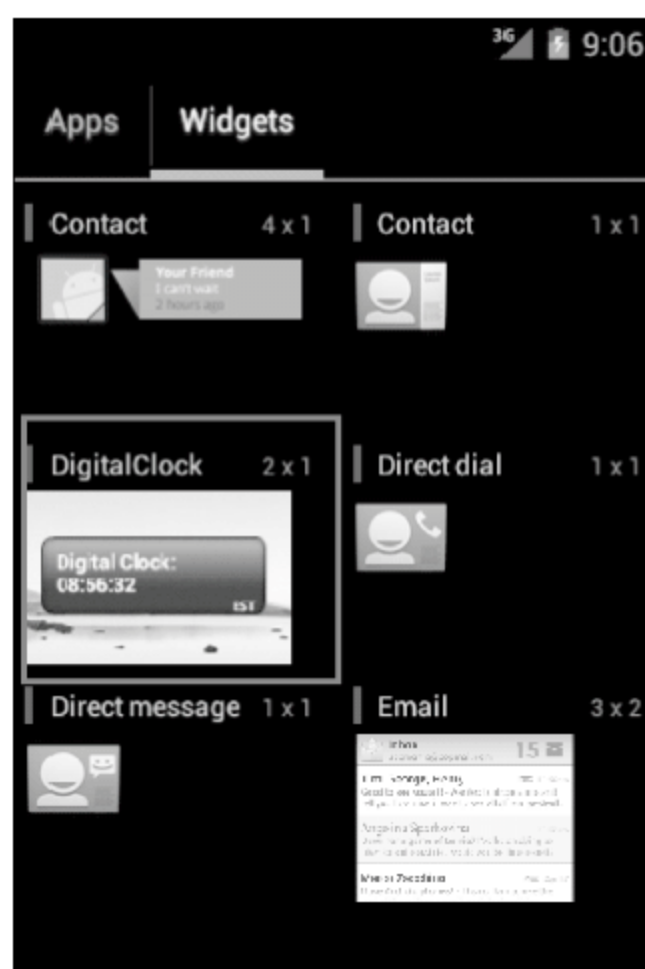 3G 9:06
Apps Widgets
Contact 4 x 1 Contact 1 x 1
Your Friend
I can't wait
2 hours ago
DigitalClock 2 x 1 Direct dial 1 x 1
Digital Clock:
08:56:32
EST
Direct message 1 x 1 Email 3 x 2
Inbox 15